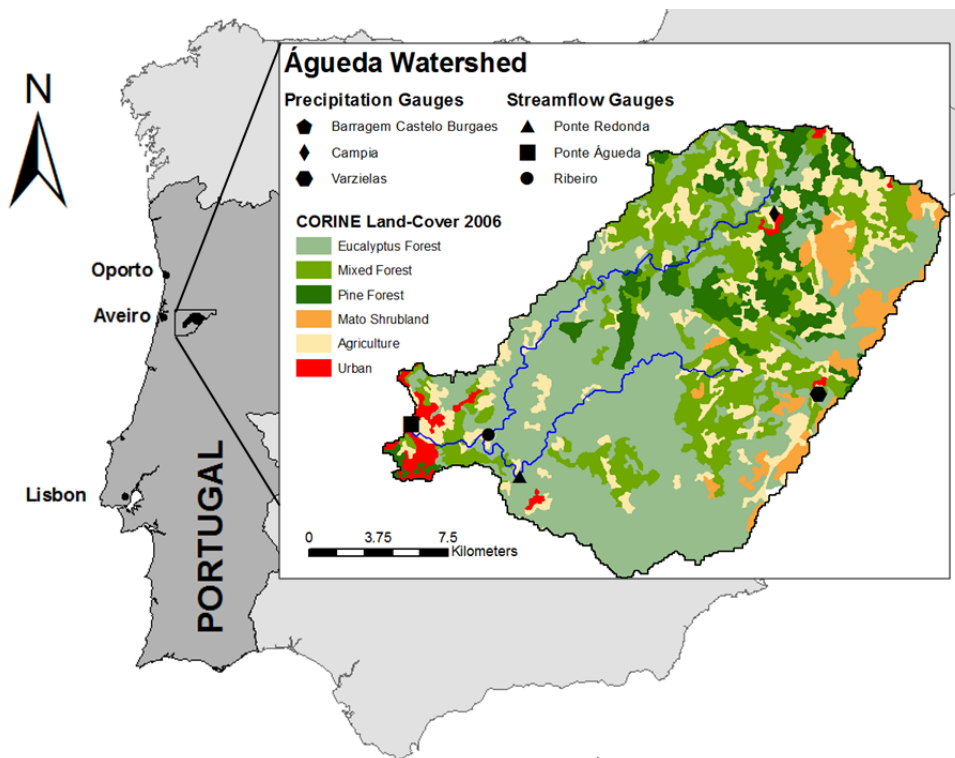 N
Oporto
Aveiro
Lisbon
PORTUGAL
Águeda Watershed
Precipitation Gauges
Barragem Castelo Burgaes
Campia
Varzielas
Streamflow Gauges
Ponte Redonda
Ponte Águeda
Ribeiro
CORINE Land-Cover 2006
Eucalyptus Forest
Mixed Forest
Pine Forest
Mato Shrubland
Agriculture
Urban
0 3.75 7.5
Kilometers